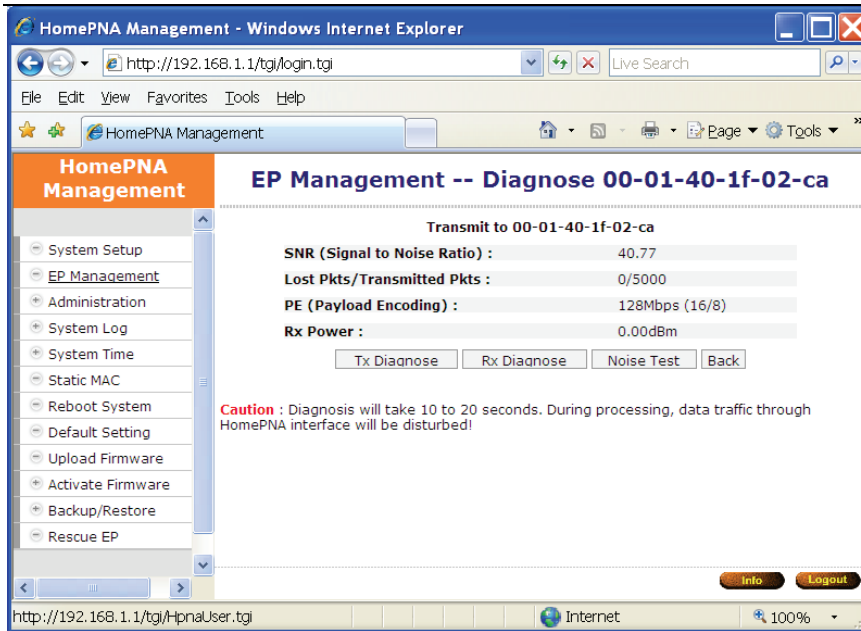 HomePNA Management - Windows Internet Explorer
http://192.168.1.1/tgi/login.tgi
Live Search
File Edit View Favorites Tools Help
HomePNA Management
Page Tools
HomePNA
Management
EP Management -- Diagnose 00-01-40-1f-02-ca
System Setup
EP Management
Administration
System Log
System Time
Static MAC
Reboot System
Default Setting
Upload Firmware
Activate Firmware
Backup/Restore
Rescue EP
Transmit to 00-01-40-1f-02-ca
SNR (Signal to Noise Ratio) : 40.77
Lost Pkts/Transmitted Pkts : 0/5000
PE (Payload Encoding) : 128Mbps (16/8)
Rx Power : 0.00dBm
Tx Diagnose Rx Diagnose Noise Test Back
Caution : Diagnosis will take 10 to 20 seconds. During processing, data traffic through
HomePNA interface will be disturbed!
Info Logout
http://192.168.1.1/tgi/HpnaUser.tgi Internet 100%